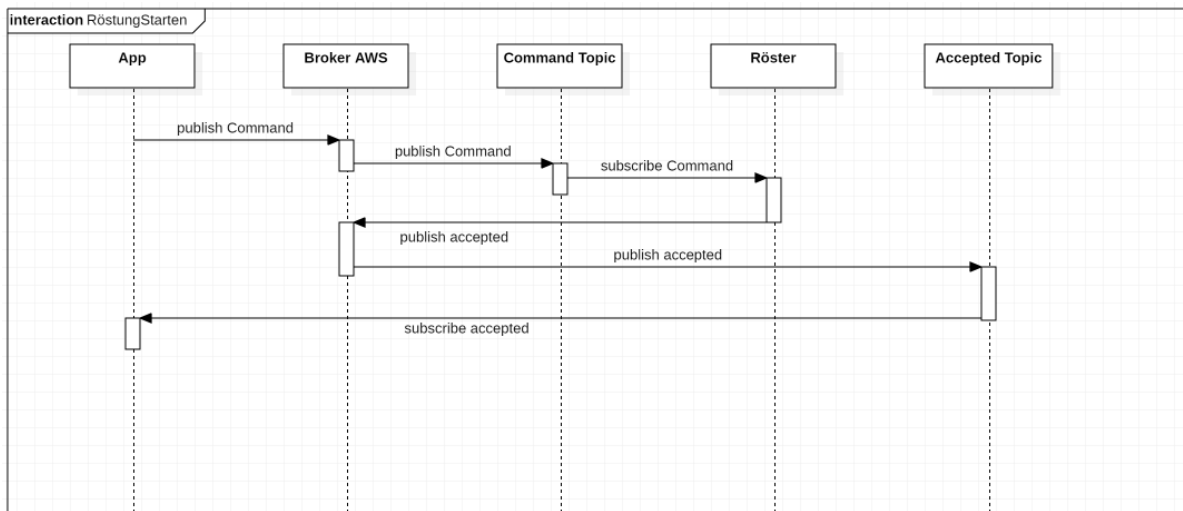 interaction RöstungStarten
App
Broker AWS
Command Topic
Röster
Accepted Topic
publish Command
publish Command
subscribe Command
publish accepted
publish accepted
subscribe accepted